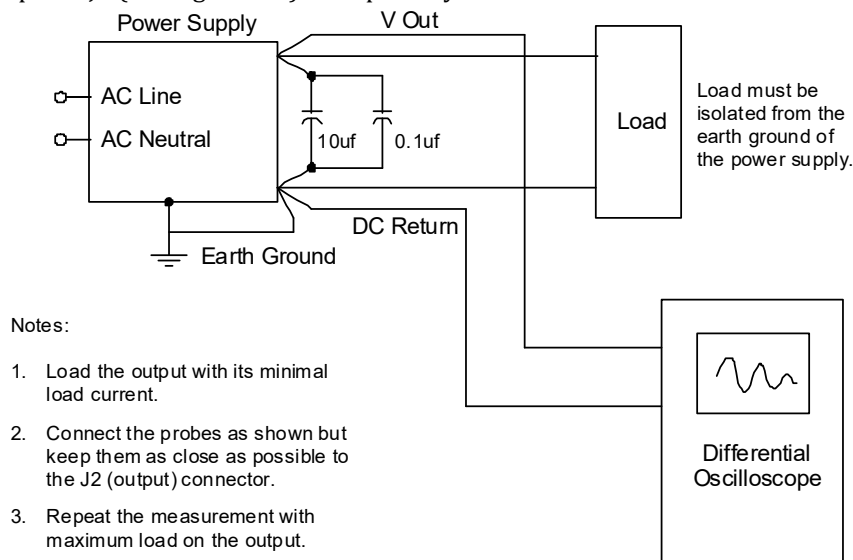 Power Supply
V Out
AC Line
AC Neutral
10uf
0.1uf
Load
Load must be
isolated from the
earth ground of
the power supply.
DC Return
Earth Ground
Notes:
1. Load the output with its minimal
load current.
2. Connect the probes as shown but
keep them as close as possible to
the J2 (output) connector.
3. Repeat the measurement with
maximum load on the output.
Differential
Oscilloscope